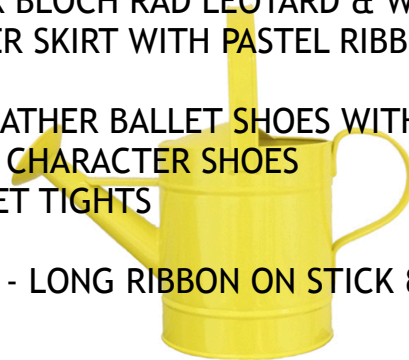 BLOCH RAD LEOTARD & W
ER SKIRT WITH PASTEL RIBB
ATHER BALLET SHOES WITH
CHARACTER SHOES
ET TIGHTS
- LONG RIBBON ON STICK &